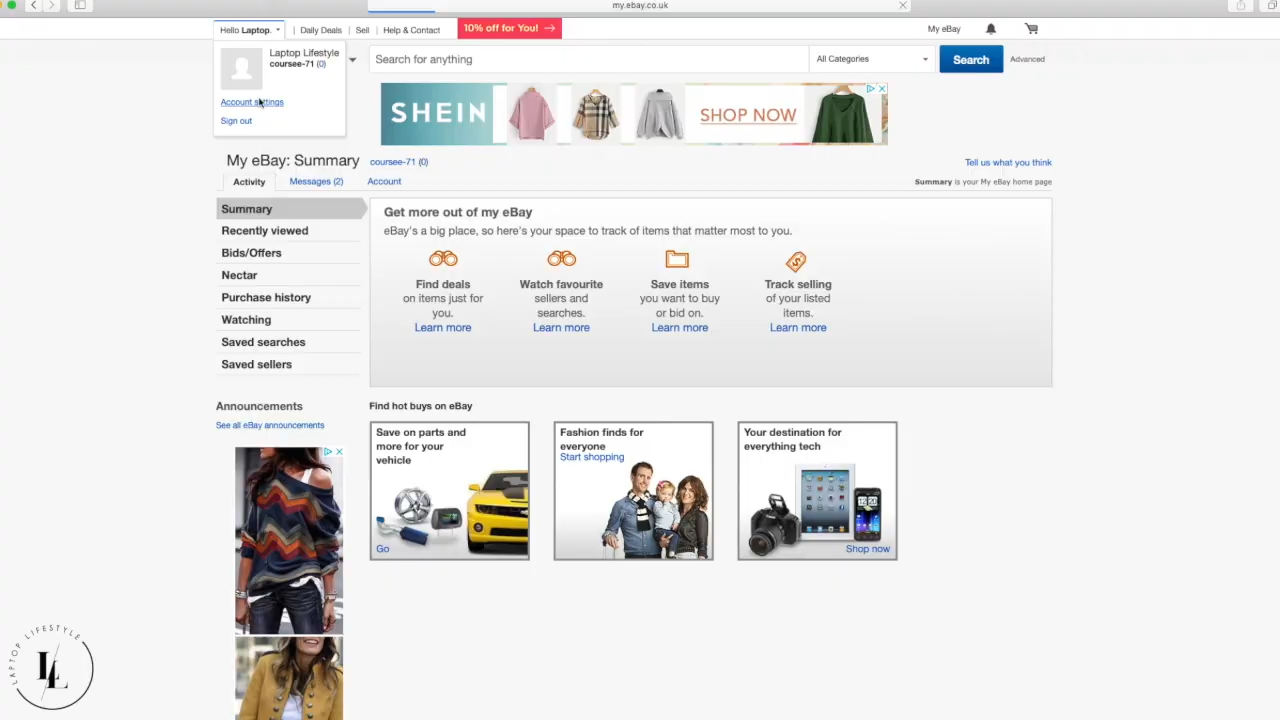 my.ebay.co.uk
Hello Laptop. | Daily Deals | Sell | Help & Contact
10% off for You! →
My eBay
Laptop Lifestyle
coursee-71 (0)
Account settings
Sign out
Search for anything
All Categories
Search
Advanced
SHEIN
SHOP NOW
My eBay: Summary coursee-71 (0)
Tell us what you think
Activity Messages (2) Account
Summary is your My eBay home page
Summary
Recently viewed
Bids/Offers
Nectar
Purchase history
Watching
Saved searches
Saved sellers
Get more out of my eBay
eBay's a big place, so here's your space to track of items that matter most to you.
Find deals
on items just for
you.
Learn more
Watch favourite
sellers and
searches.
Learn more
Save items
you want to buy
or bid on.
Learn more
Track selling
of your listed
items.
Learn more
Announcements
See all eBay announcements
Find hot buys on eBay
Save on parts and
more for your
vehicle
Go
Fashion finds for
everyone
Start shopping
Your destination for
everything tech
Shop now
LAPTOP LIFESTYLE
LL